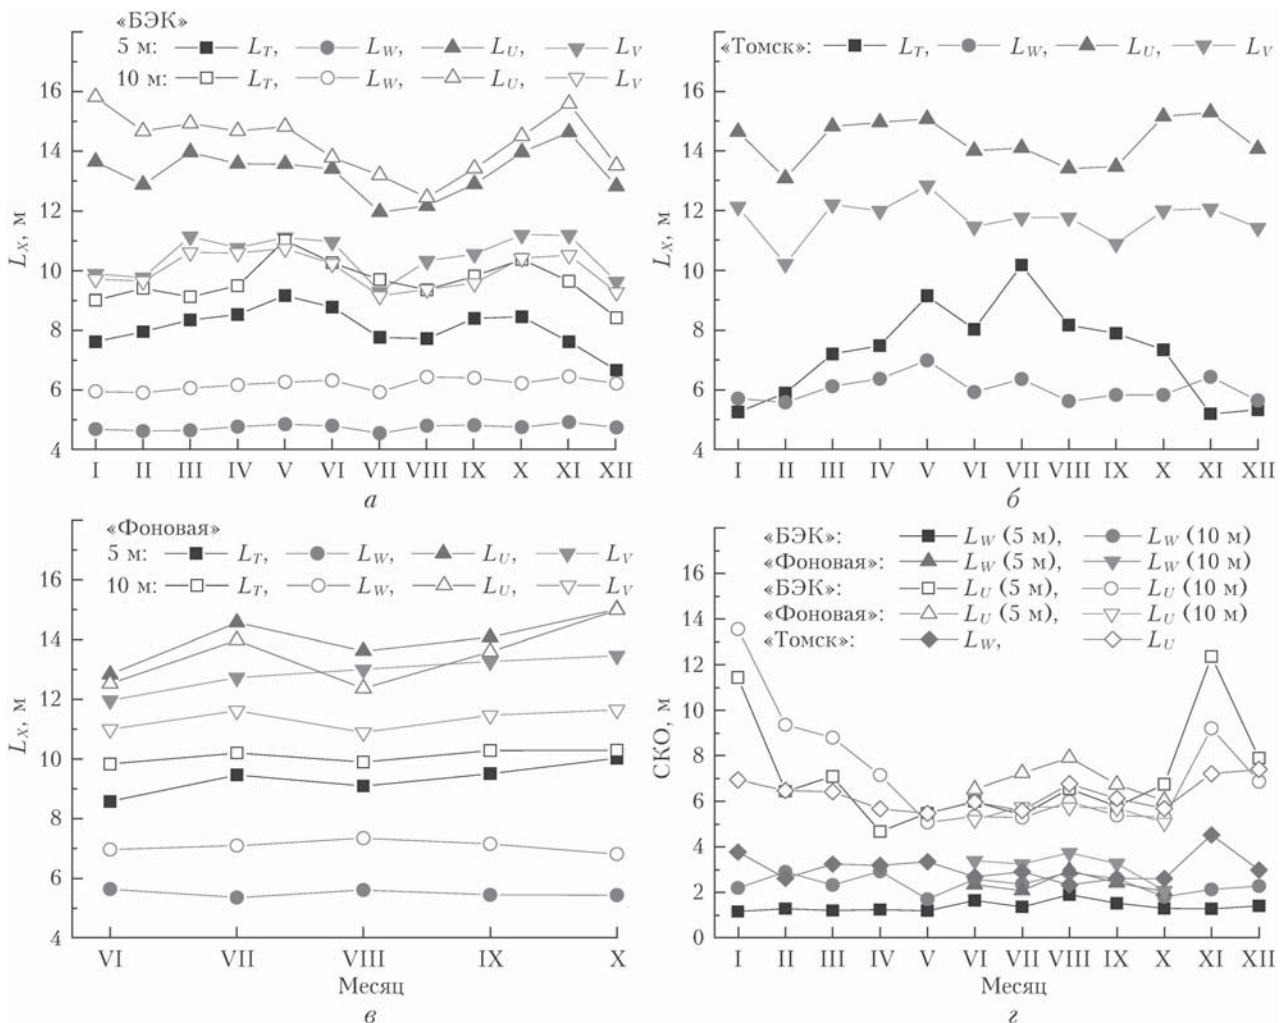 «БЭК»
5 м: L_T, L_W, L_U, L_V
10 м: L_T, L_W, L_U, L_V
L_X, м
16
14
12
10
8
6
4
I II III IV V VI VII VIII IX X XI XII
а
«Томск»: L_T, L_W, L_U, L_V
L_X, м
16
14
12
10
8
6
4
I II III IV V VI VII VIII IX X XI XII
б
«Фоновая»
5 м: L_T, L_W, L_U, L_V
10 м: L_T, L_W, L_U, L_V
L_X, м
16
14
12
10
8
6
4
VI VII VIII IX X
Месяц
в
«БЭК»: L_W (5 м), L_W (10 м)
«Фоновая»: L_W (5 м), L_W (10 м)
«БЭК»: L_U (5 м), L_U (10 м)
«Фоновая»: L_U (5 м), L_U (10 м)
«Томск»: L_W, L_U
СКО, м
16
14
12
10
8
6
4
2
0
I II III IV V VI VII VIII IX X XI XII
Месяц
г